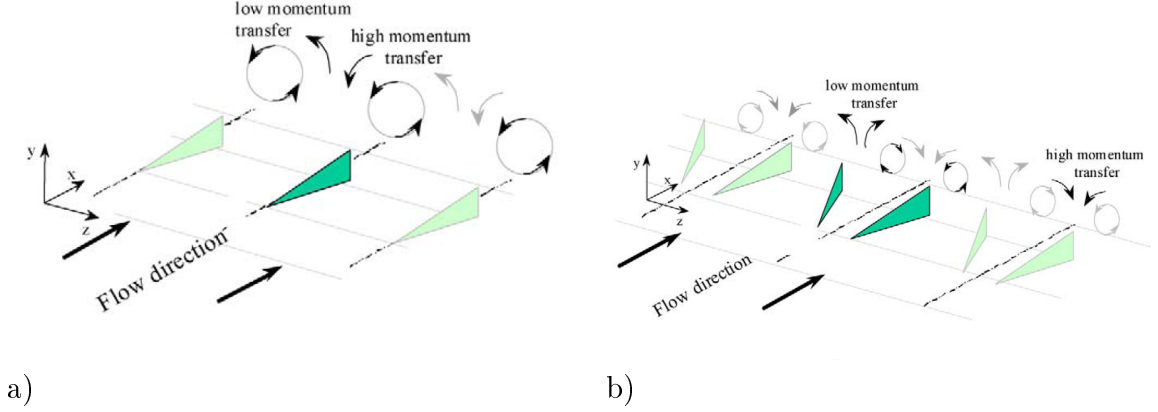 low momentum
transfer
high momentum
transfer
y
x
z
Flow direction
a)
low momentum
transfer
high momentum
transfer
y
x
z
Flow direction
b)